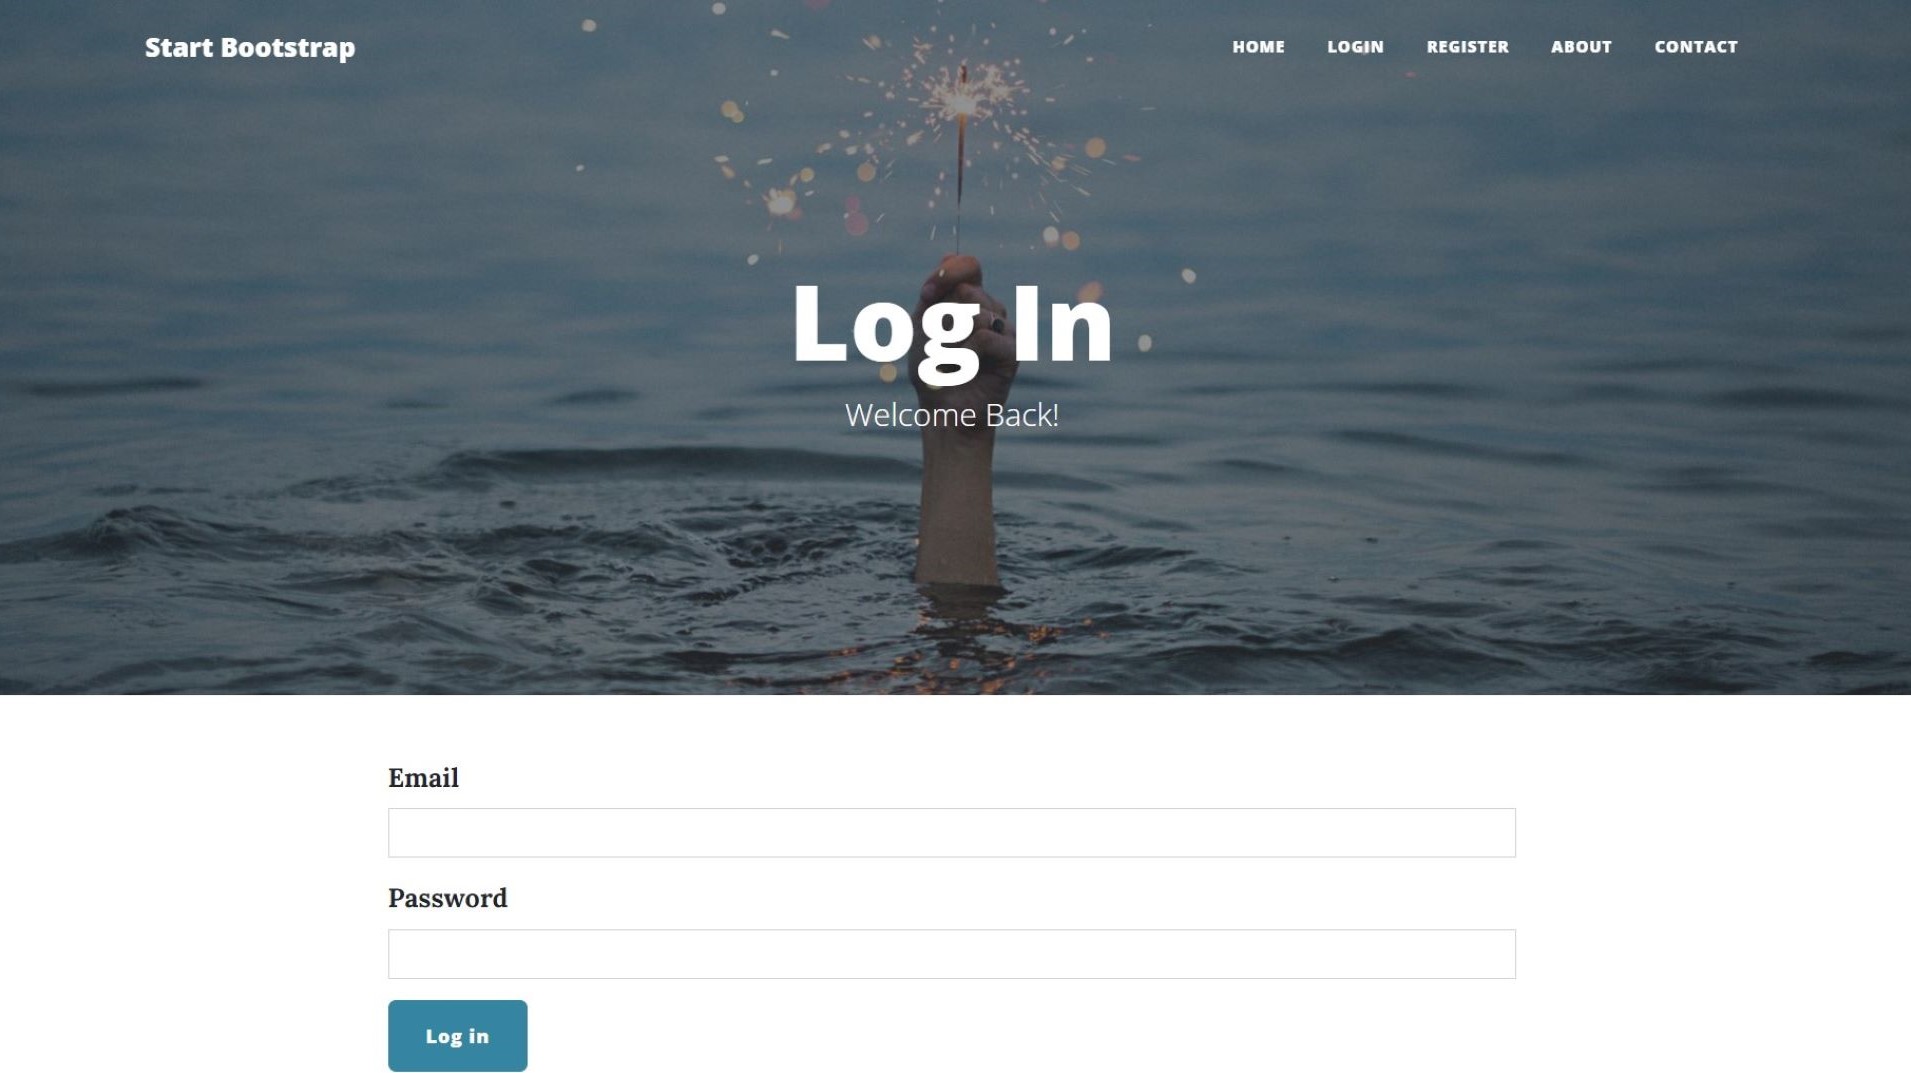 Start Bootstrap
HOME LOGIN REGISTER ABOUT CONTACT
Log In
Welcome Back!
Email
Password
Log in